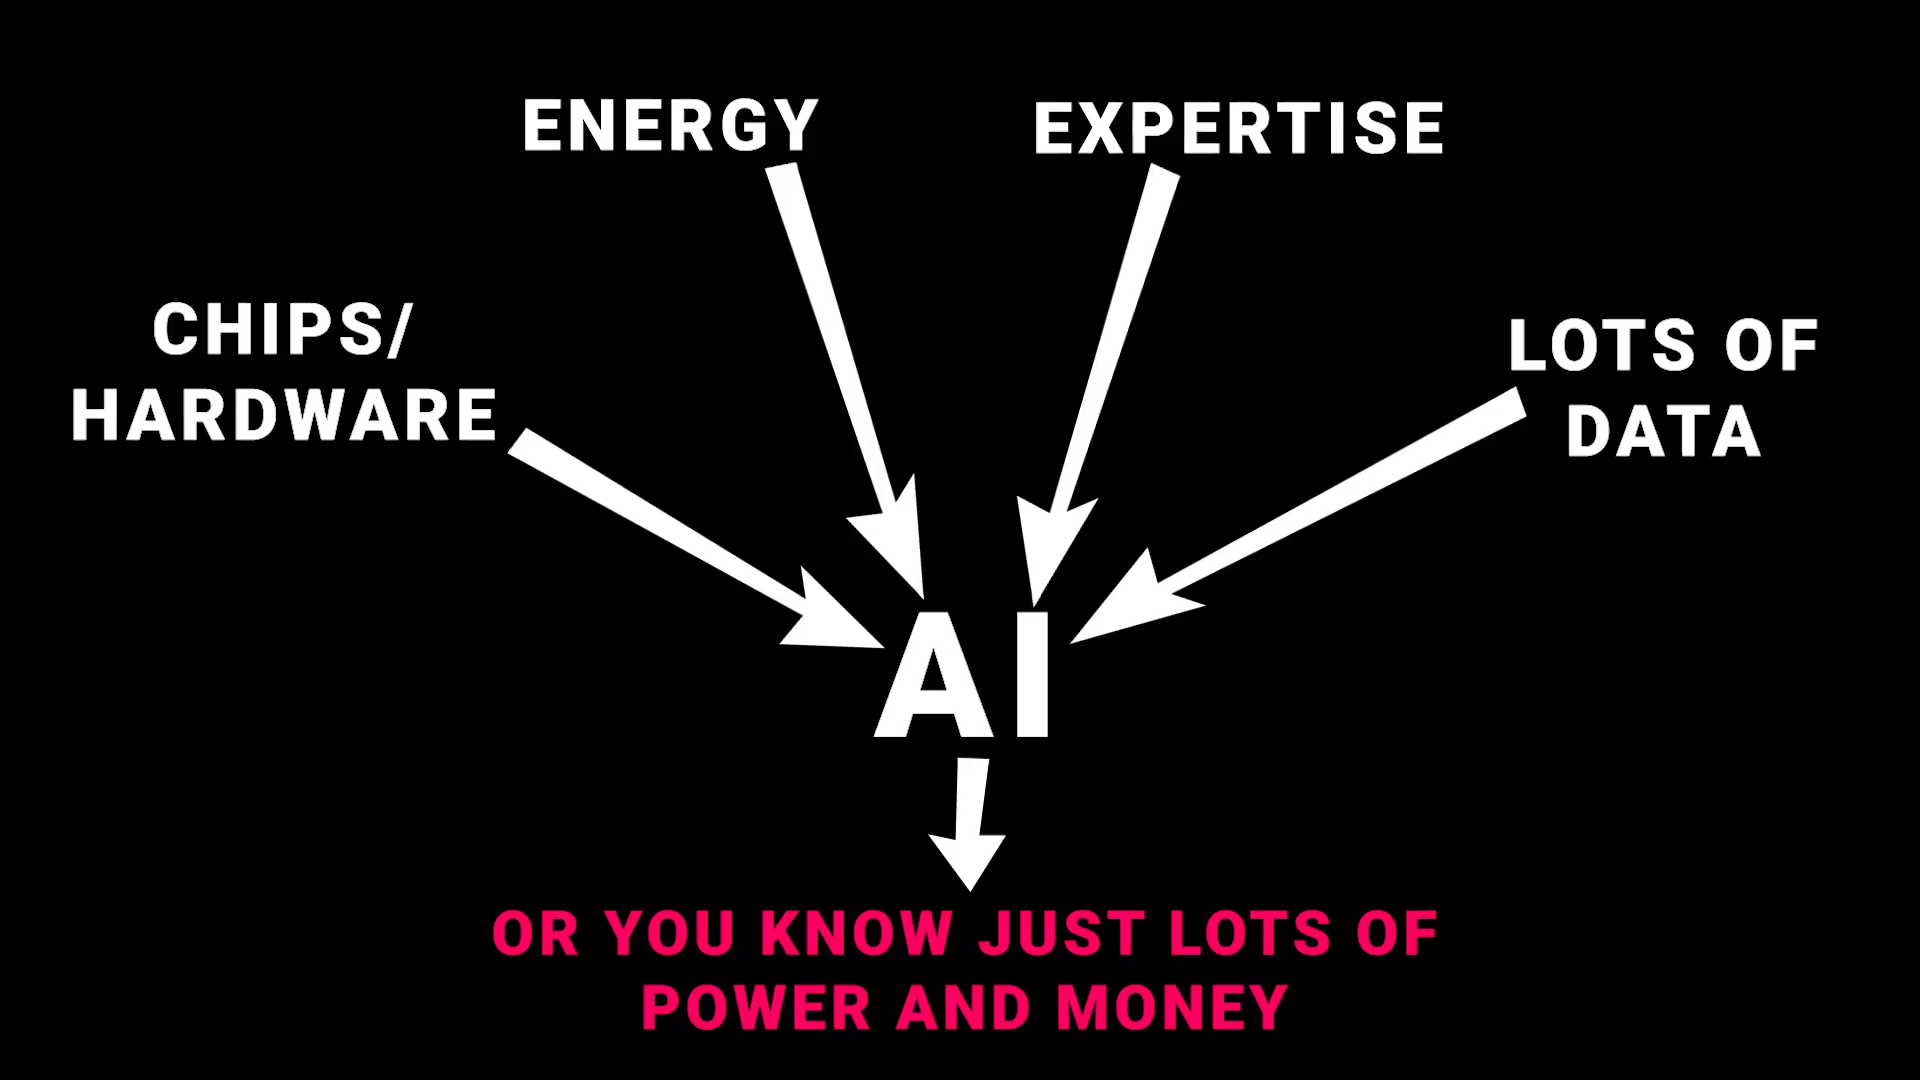 ENERGY
EXPERTISE
CHIPS/
HARDWARE
LOTS OF
DATA
AI
OR YOU KNOW JUST LOTS OF
POWER AND MONEY